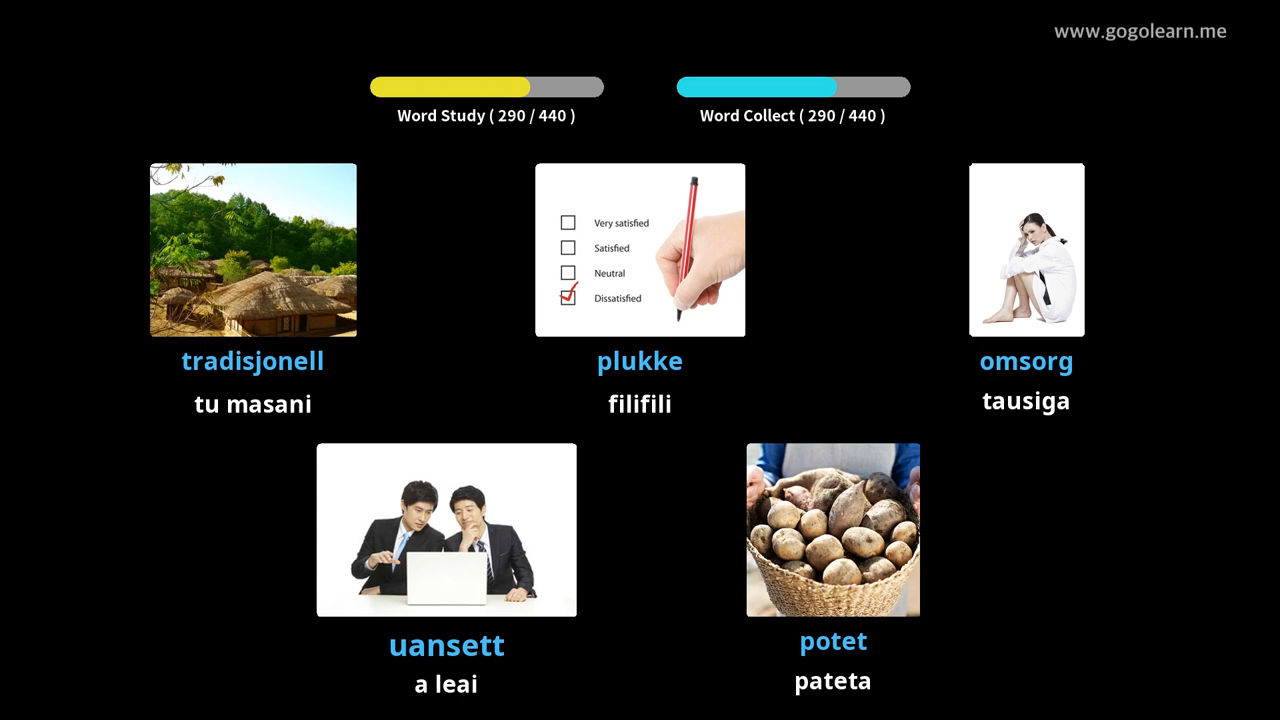 www.gogolearn.me
Word Study ( 290 / 440 )
Word Collect ( 290 / 440 )
Very satisfied
Satisfied
Neutral
Dissatisfied
tradisjonell
plukke
omsorg
tu masani
filifili
tausiga
uansett
potet
a leai
pateta